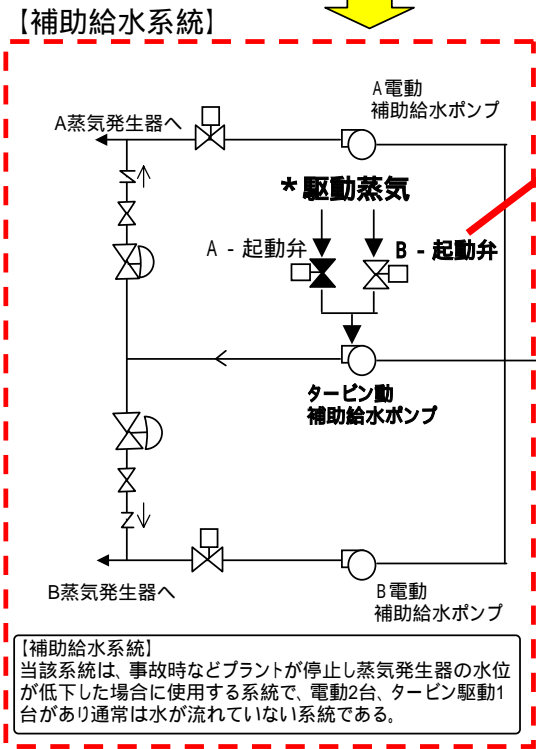 【補助給水系統】
A電動
補助給水ポンプ
A蒸気発生器へ
*駆動蒸気
A - 起動弁
B - 起動弁
タービン動
補助給水ポンプ
B蒸気発生器へ
B電動
補助給水ポンプ
【補助給水系統】
当該系統は、事故時などプラントが停止し蒸気発生器の水位
が低下した場合に使用する系統で、電動2台、タービン駆動1
台があり通常は水が流れていない系統である。